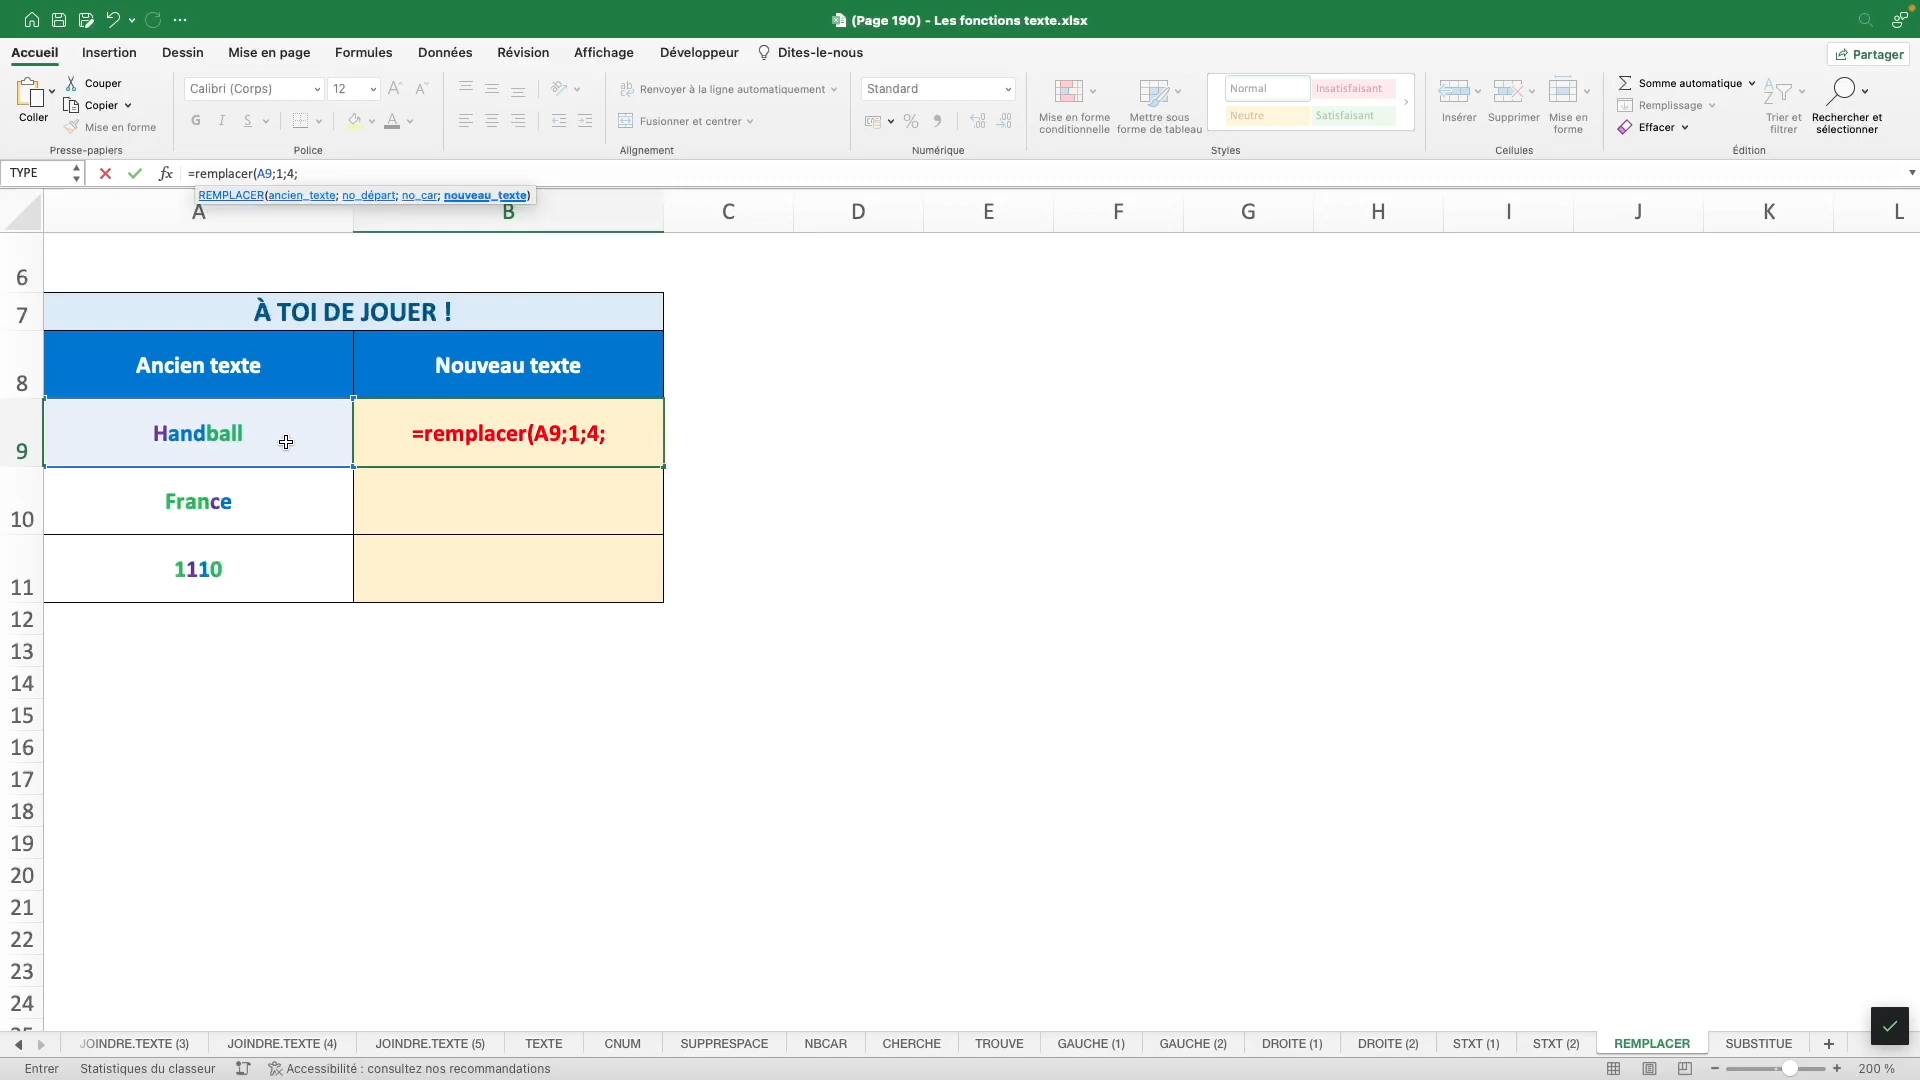 (Page 190) - Les fonctions texte.xlsx
Accueil Insertion Dessin Mise en page Formules Données Révision Affichage Développeur Dites-le-nous Partager
Coller
Couper
Copier
Mise en forme
Presse-papiers
Calibri (Corps) 12
G I S
Police
Renvoyer à la ligne automatiquement
Fusionner et centrer
Alignement
Standard
Numérique
Mise en forme conditionnelle
Mettre sous forme de tableau
Normal Insatisfaisant
Neutre Satisfaisant
Styles
Insérer Supprimer Mise en forme
Cellules
Somme automatique
Remplissage
Effacer
Trier et filtrer
Rechercher et sélectionner
Édition
TYPE fx =remplacer(A9;1;4;
REMPLACER(ancien_texte; no_départ; no_car; nouveau_texte)
A B C D E F G H I J K L
6
7 À TOI DE JOUER !
8 Ancien texte Nouveau texte
9 Handball =remplacer(A9;1;4;
10 France
11 1110
12
13
14
15
16
17
18
19
20
21
22
23
24
25
JOINDRE.TEXTE (3) JOINDRE.TEXTE (4) JOINDRE.TEXTE (5) TEXTE CNUM SUPPRESPACE NBCAR CHERCHE TROUVE GAUCHE (1) GAUCHE (2) DROITE (1) DROITE (2) STXT (1) STXT (2) REMPLACER SUBSTITUE +
Entrer Statistiques du classeur Accessibilité : consultez nos recommandations 200 %